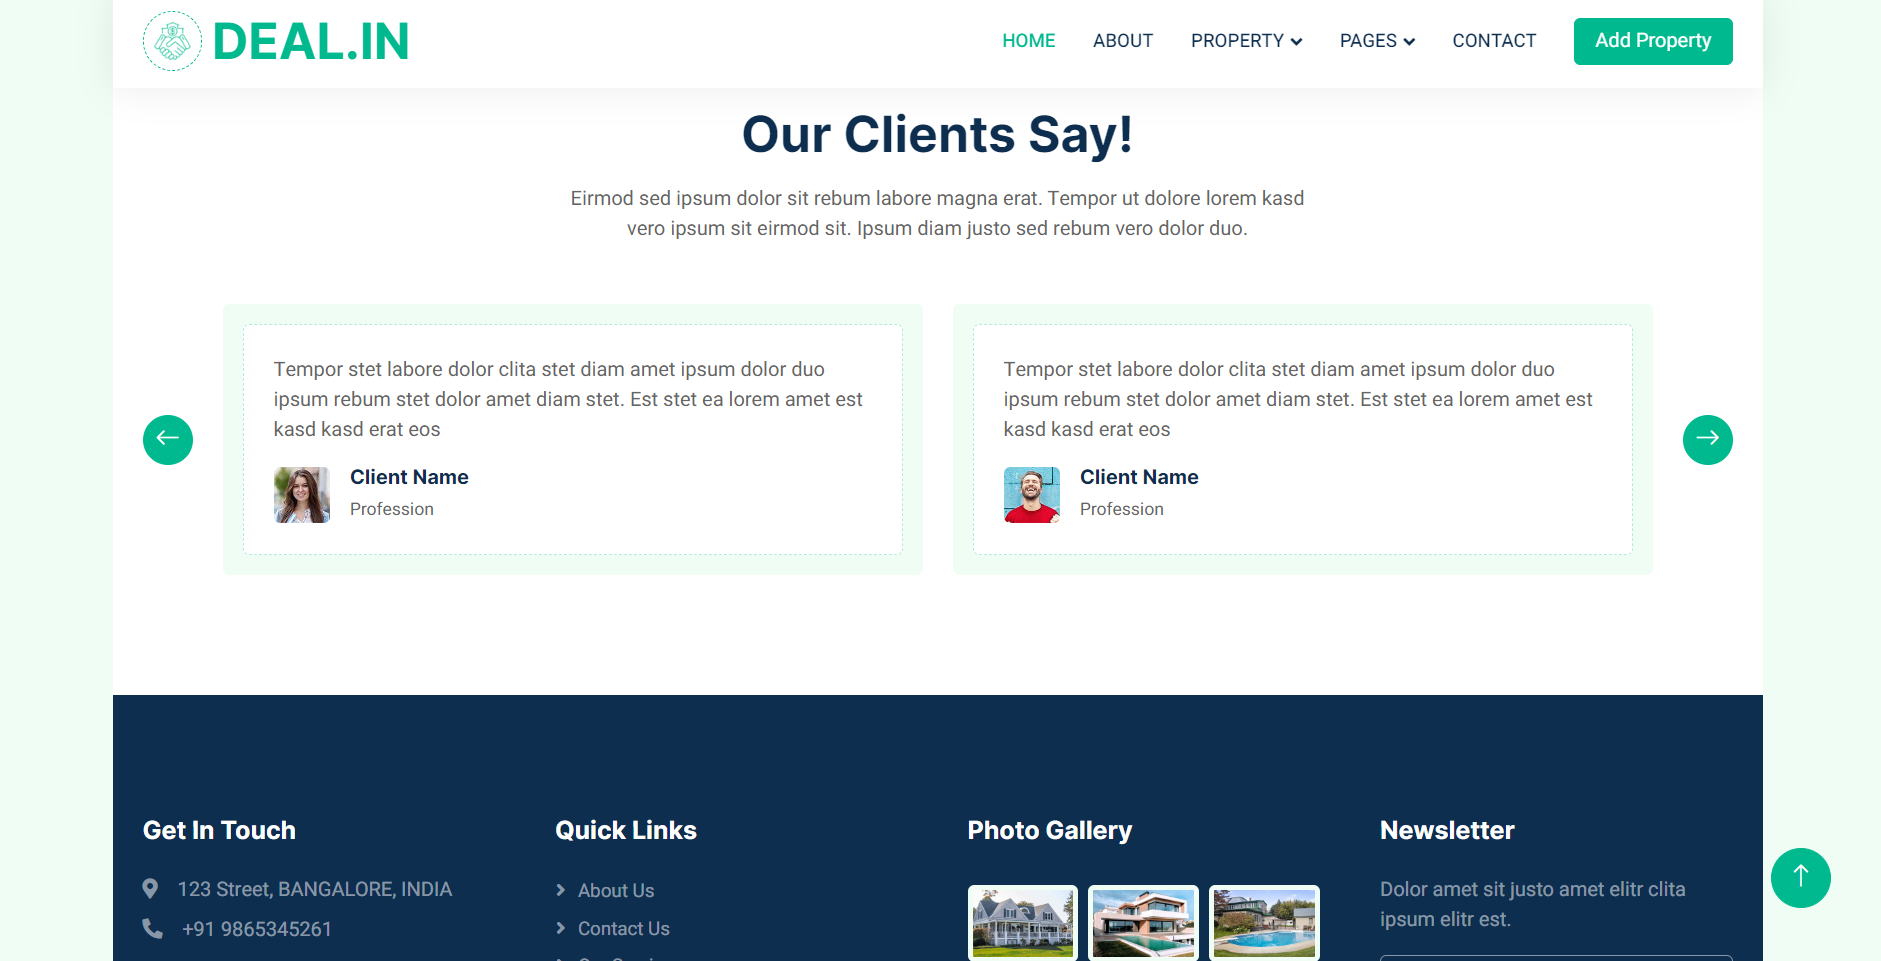 DEAL.IN
HOME
ABOUT
PROPERTY
PAGES
CONTACT
Add Property
Our Clients Say!
Eirmod sed ipsum dolor sit rebum labore magna erat. Tempor ut dolore lorem kasd
vero ipsum sit eirmod sit. Ipsum diam justo sed rebum vero dolor duo.
Tempor stet labore dolor clita stet diam amet ipsum dolor duo
ipsum rebum stet dolor amet diam stet. Est stet ea lorem amet est
kasd kasd erat eos
Client Name
Profession
Tempor stet labore dolor clita stet diam amet ipsum dolor duo
ipsum rebum stet dolor amet diam stet. Est stet ea lorem amet est
kasd kasd erat eos
Client Name
Profession
Get In Touch
123 Street, BANGALORE, INDIA
+91 9865345261
Quick Links
About Us
Contact Us
Photo Gallery
Newsletter
Dolor amet sit justo amet elitr clita
ipsum elitr est.